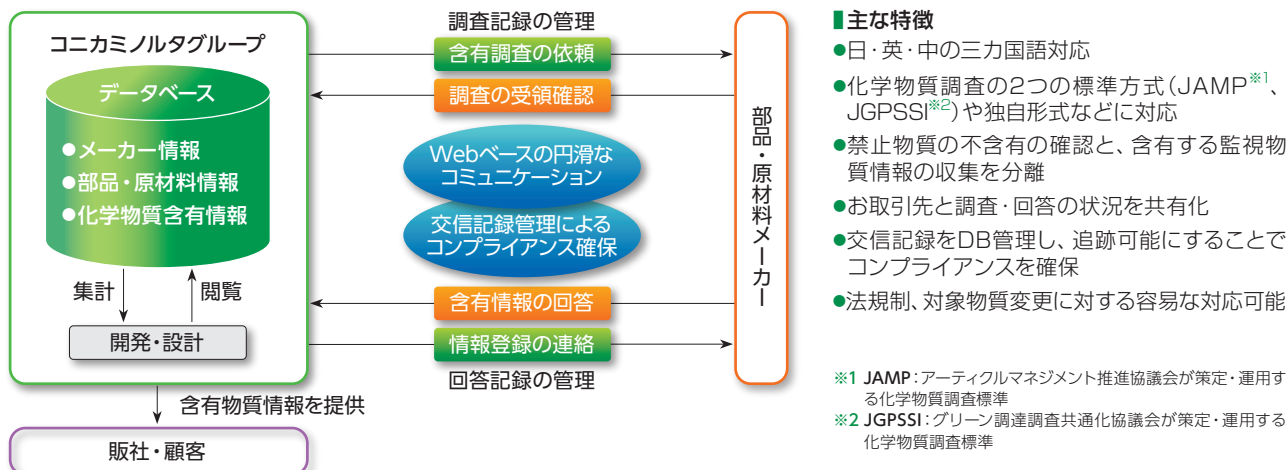 コニカミノルタグループ
データベース
●メーカー情報
●部品・原材料情報
●化学物質含有情報
集計
閲覧
開発・設計
含有物質情報を提供
販社・顧客
調査記録の管理
含有調査の依頼
調査の受領確認
Webベースの円滑な
コミュニケーション
交信記録管理による
コンプライアンス確保
含有情報の回答
情報登録の連絡
回答記録の管理
部品・原材料メーカー
■主な特徴
●日・英・中の三カ国語対応
●化学物質調査の2つの標準方式(JAMP※1、
JGPSSI※2)や独自形式などに対応
●禁止物質の不含有の確認と、含有する監視物
質情報の収集を分離
●お取引先と調査・回答の状況を共有化
●交信記録をDB管理し、追跡可能にすることで
コンプライアンスを確保
●法規制、対象物質変更に対する容易な対応可能
※1 JAMP:アーティクルマネジメント推進協議会が策定・運用す
る化学物質調査標準
※2 JGPSSI:グリーン調達調査共通化協議会が策定・運用する
化学物質調査標準